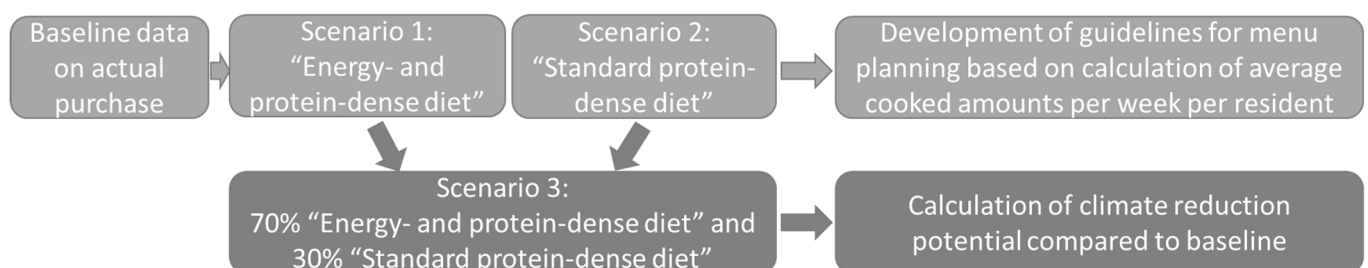 Baseline data
on actual
purchase
Scenario 1:
“Energy- and
protein-dense diet”
Scenario 2:
“Standard protein-
dense diet”
Development of guidelines for menu
planning based on calculation of average
cooked amounts per week per resident
Scenario 3:
70% “Energy- and protein-dense diet” and
30% “Standard protein-dense diet”
Calculation of climate reduction
potential compared to baseline